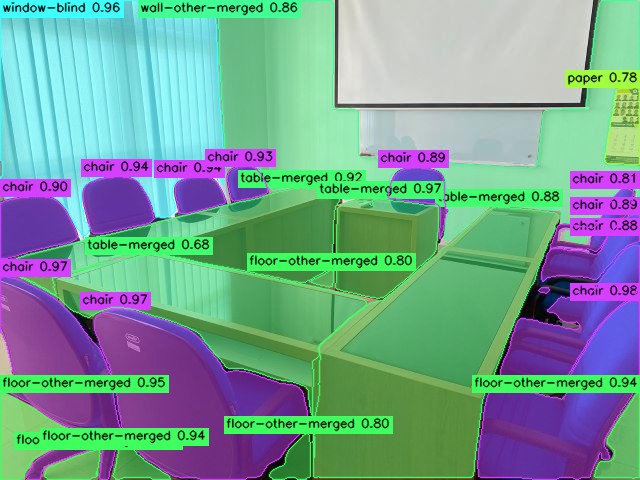 window-blind 0.96
wall-other-merged 0.86
paper 0.78
chair 0.93
chair 0.94
chair 0.94
chair 0.89
chair 0.90
table-merged 0.92
table-merged 0.97
table-merged 0.88
chair 0.81
chair 0.89
chair 0.88
table-merged 0.68
floor-other-merged 0.80
chair 0.97
chair 0.97
chair 0.98
floor-other-merged 0.95
floor-other-merged 0.94
floor-other-merged 0.80
floo
floor-other-merged 0.94